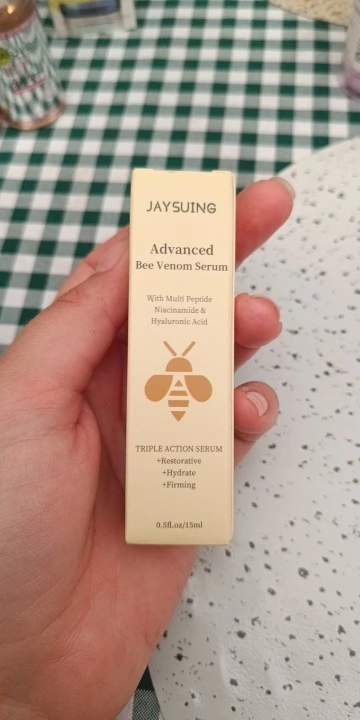 JAYSUING
Advanced
Bee Venom Serum
With Multi Peptide
Niacinamide &
Hyaluronic Acid
TRIPLE ACTION SERUM
+Restorative
+Hydrate
+Firming
0.5fl.oz/15ml